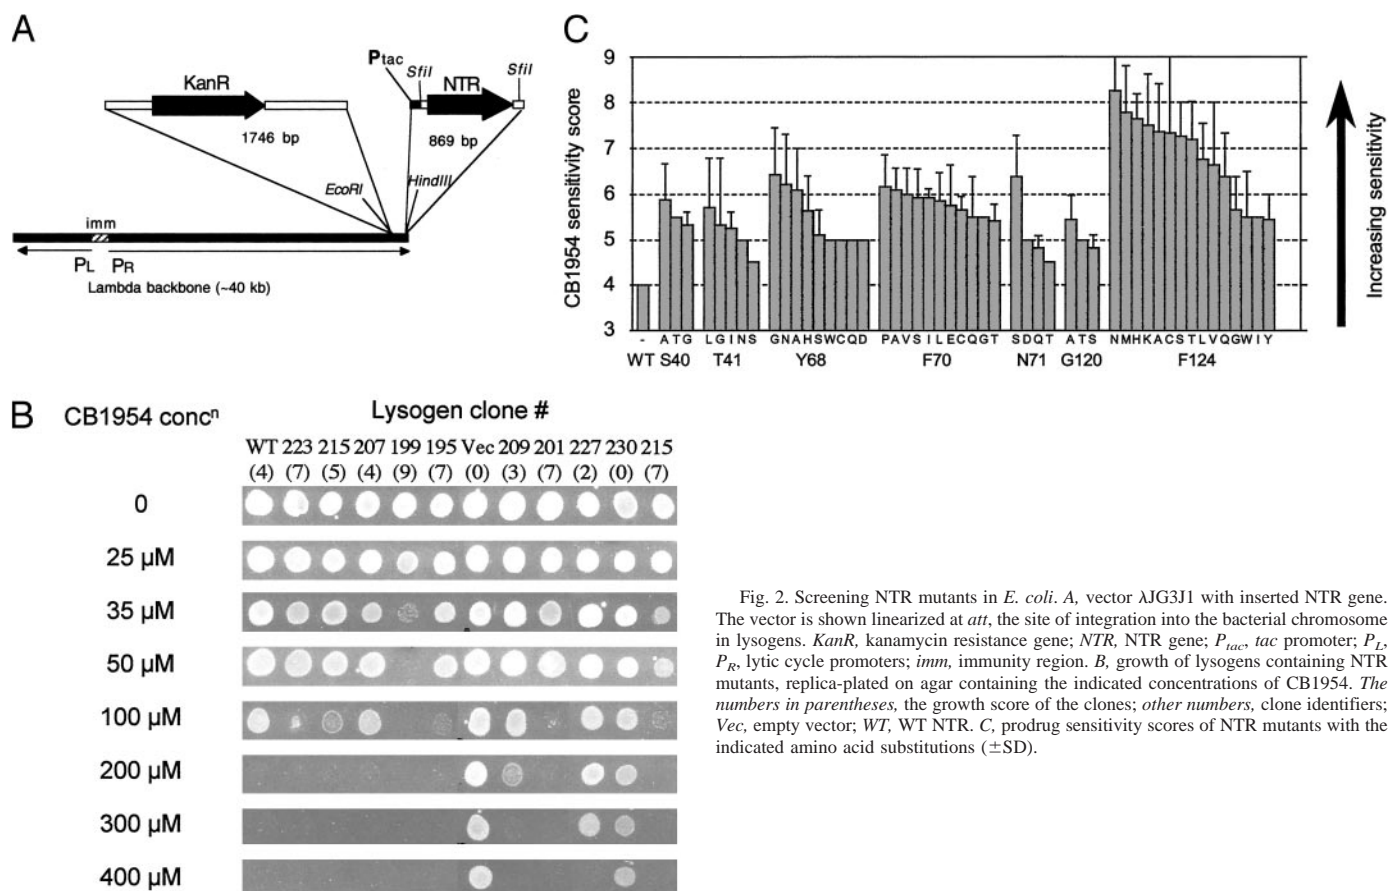 A
KanR
1746 bp
Ptac
SfiI
NTR
SfiI
869 bp
EcoRI
HindIII
imm
PL PR
Lambda backbone (~40 kb)
C
CB1954 sensitivity score
9
8
7
6
5
4
3
- ATG LGINS GNAHSWCQD PAVSILECQGT SDQT ATS NMHKACSTLVQGWIY
WT S40 T41 Y68 F70 N71 G120 F124
Increasing sensitivity
B
CB1954 concn
Lysogen clone #
WT 223 215 207 199 195 Vec 209 201 227 230 215
(4) (7) (5) (4) (9) (7) (0) (3) (7) (2) (0) (7)
0
25 µM
35 µM
50 µM
100 µM
200 µM
300 µM
400 µM
Fig. 2. Screening NTR mutants in E. coli. A, vector λJG3J1 with inserted NTR gene.
The vector is shown linearized at att, the site of integration into the bacterial chromosome
in lysogens. KanR, kanamycin resistance gene; NTR, NTR gene; Ptac, tac promoter; PL,
PR, lytic cycle promoters; imm, immunity region. B, growth of lysogens containing NTR
mutants, replica-plated on agar containing the indicated concentrations of CB1954. The
numbers in parentheses, the growth score of the clones; other numbers, clone identifiers;
Vec, empty vector; WT, WT NTR. C, prodrug sensitivity scores of NTR mutants with the
indicated amino acid substitutions (±SD).